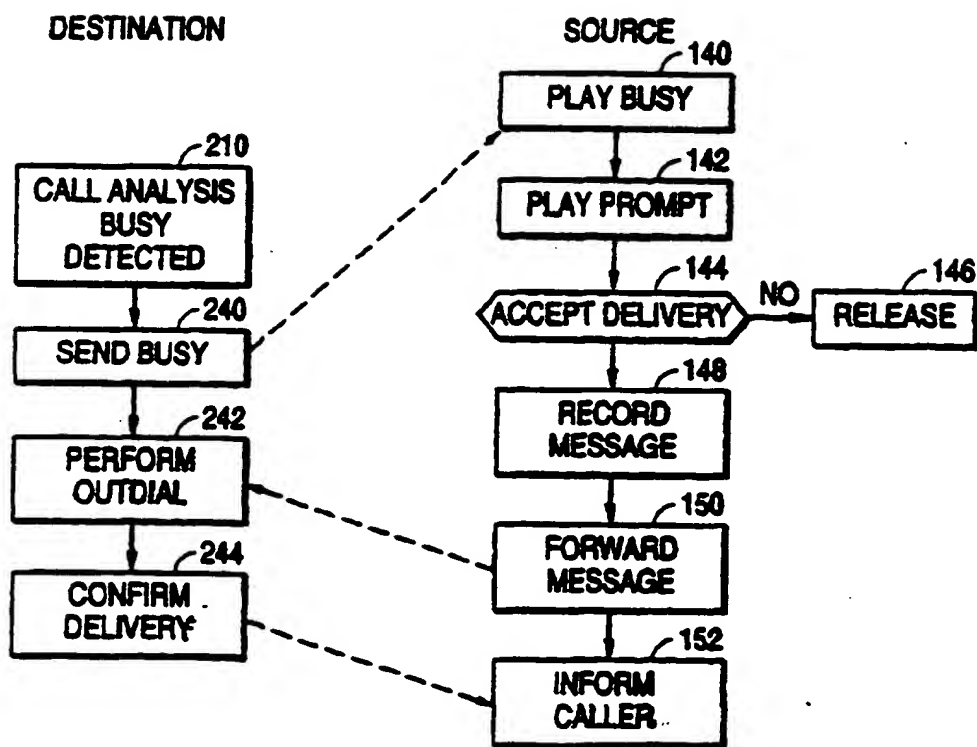 DESTINATION
SOURCE
140
PLAY BUSY
210
CALL ANALYSIS
BUSY
DETECTED
142
PLAY PROMPT
144
ACCEPT DELIVERY
NO
146
RELEASE
240
SEND BUSY
148
RECORD
MESSAGE
242
PERFORM
OUTDIAL
150
FORWARD
MESSAGE
244
CONFIRM
DELIVERY
152
INFORM
CALLER